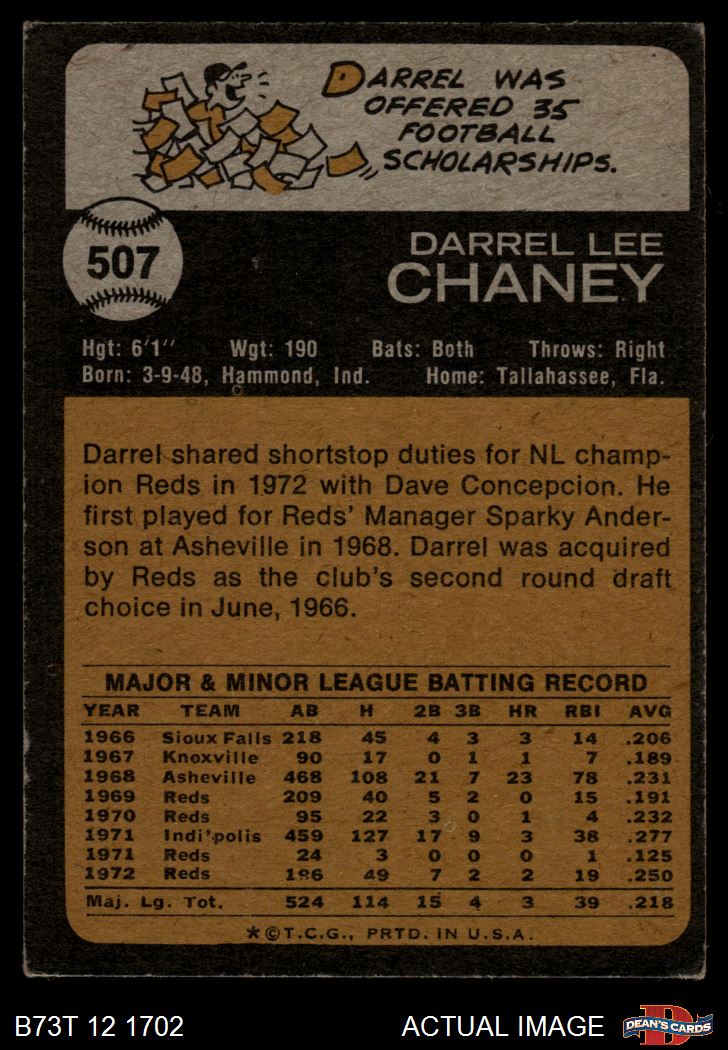 DARREL WAS
OFFERED 35
FOOTBALL
SCHOLARSHIPS.
507
DARREL LEE
CHANEY
Hgt: 6'1" Wgt: 190 Bats: Both Throws: Right
Born: 3-9-48, Hammond, Ind. Home: Tallahassee, Fla.
Darrel shared shortstop duties for NL champ-
ion Reds in 1972 with Dave Concepcion. He
first played for Reds' Manager Sparky Ander-
son at Asheville in 1968. Darrel was acquired
by Reds as the club's second round draft
choice in June, 1966.
MAJOR & MINOR LEAGUE BATTING RECORD
YEAR TEAM AB H 2B 3B HR RBI AVG
1966 Sioux Falls 218 45 4 3 3 14 .206
1967 Knoxville 90 17 0 1 1 7 .189
1968 Asheville 468 108 21 7 23 78 .231
1969 Reds 209 40 5 2 0 15 .191
1970 Reds 95 22 3 0 1 4 .232
1971 Indi'polis 459 127 17 9 3 38 .277
1971 Reds 24 3 0 0 0 1 .125
1972 Reds 196 49 7 2 2 19 .250
Maj. Lg. Tot. 524 114 15 4 3 39 .218
*©T.C.G., PRTD. IN U.S.A.
B73T 12 1702 ACTUAL IMAGE
D
DEAN'S CARDS